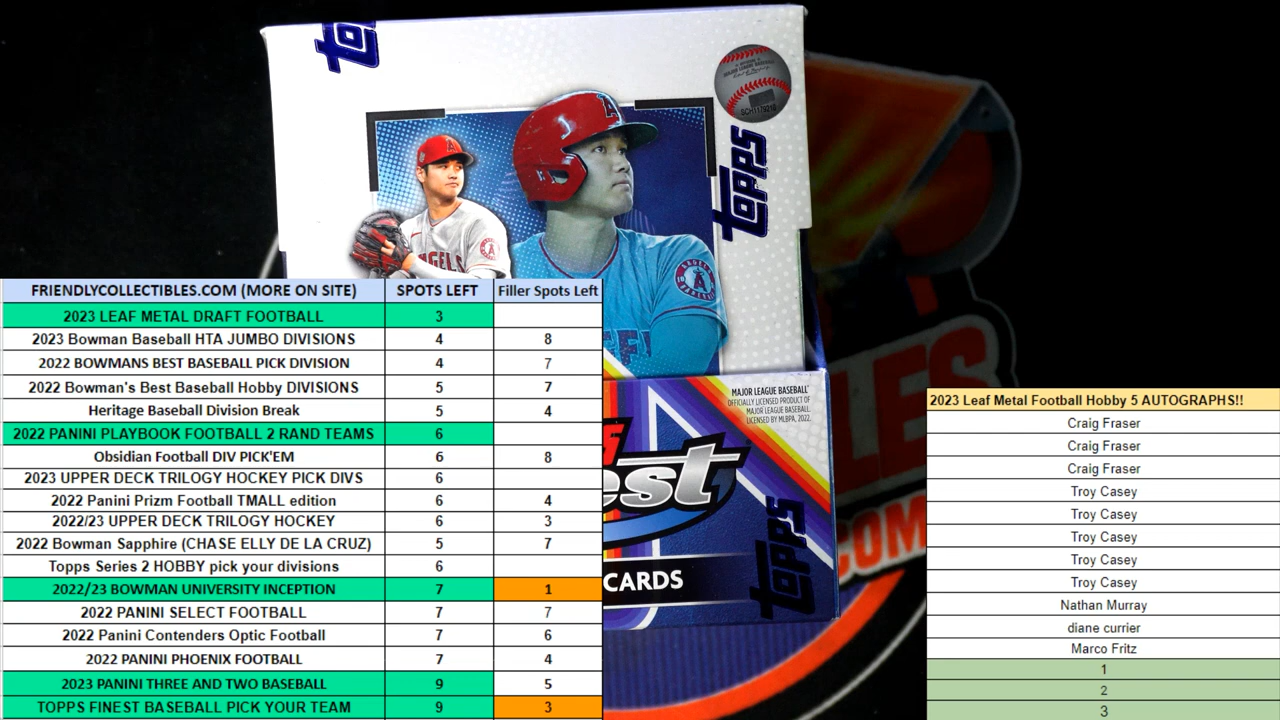 topps
SCH1179210
topps
ANGELS
FRIENDLYCOLLECTIBLES.COM (MORE ON SITE) SPOTS LEFT Filler Spots Left
2023 LEAF METAL DRAFT FOOTBALL 3
2023 Bowman Baseball HTA JUMBO DIVISIONS 4 8
2022 BOWMANS BEST BASEBALL PICK DIVISION 4 7
2022 Bowman's Best Baseball Hobby DIVISIONS 5 7
Heritage Baseball Division Break 5 4
2022 PANINI PLAYBOOK FOOTBALL 2 RAND TEAMS 6
Obsidian Football DIV PICK'EM 6 8
2023 UPPER DECK TRILOGY HOCKEY PICK DIVS 6
2022 Panini Prizm Football TMALL edition 6 4
2022/23 UPPER DECK TRILOGY HOCKEY 6 3
2022 Bowman Sapphire (CHASE ELLY DE LA CRUZ) 5 7
Topps Series 2 HOBBY pick your divisions 6
2022/23 BOWMAN UNIVERSITY INCEPTION 7 1
2022 PANINI SELECT FOOTBALL 7 7
2022 Panini Contenders Optic Football 7 6
2022 PANINI PHOENIX FOOTBALL 7 4
2023 PANINI THREE AND TWO BASEBALL 9 5
TOPPS FINEST BASEBALL PICK YOUR TEAM 9 3
MAJOR LEAGUE BASEBALL
OFFICIALLY LICENSED PRODUCT OF
MAJOR LEAGUE BASEBALL.
LICENSED BY MLBPA, 2022.
est
topps
CARDS
LES
.COM
2023 Leaf Metal Football Hobby 5 AUTOGRAPHS!!
Craig Fraser
Craig Fraser
Craig Fraser
Troy Casey
Troy Casey
Troy Casey
Troy Casey
Troy Casey
Nathan Murray
diane currier
Marco Fritz
1
2
3